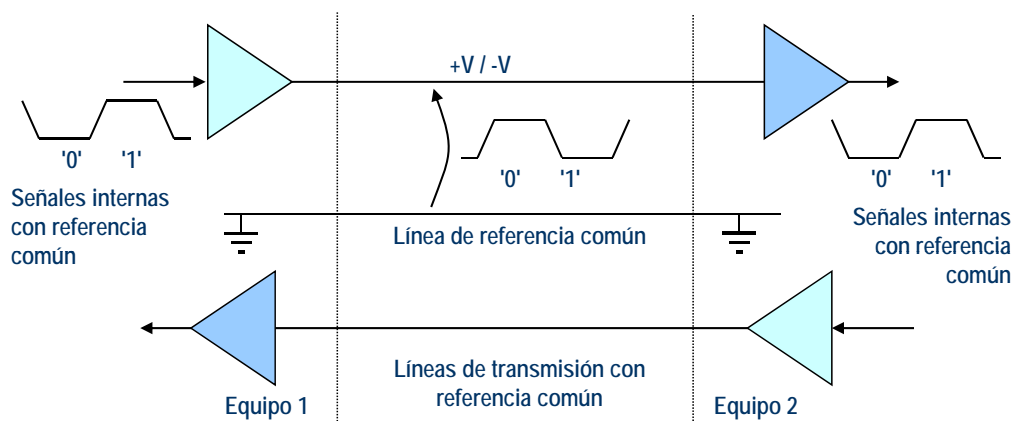 +V / -V
'0' '1'
'0' '1'
'0' '1'
Señales internas
con referencia
común
Línea de referencia común
Señales internas
con referencia
común
Líneas de transmisión con
referencia común
Equipo 1
Equipo 2